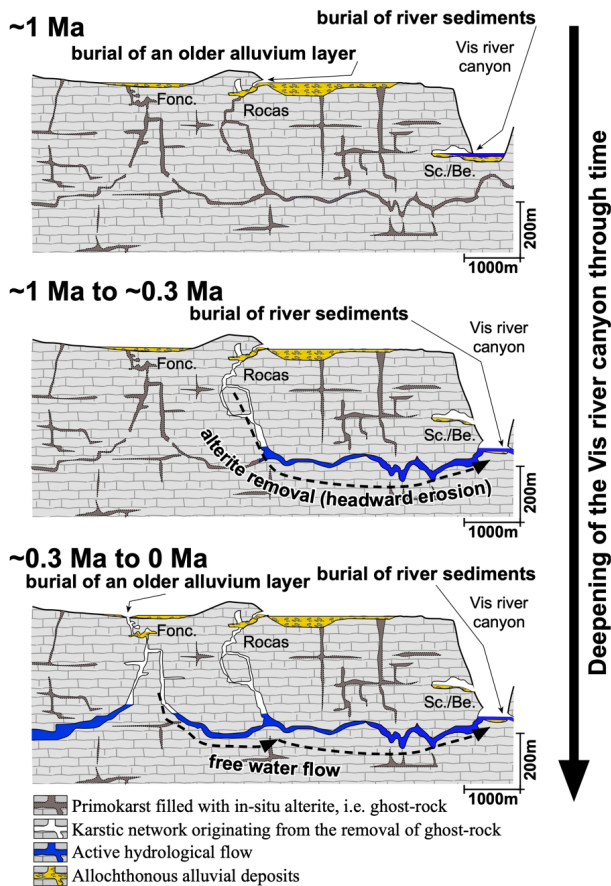 ~1 Ma
burial of river sediments
burial of an older alluvium layer
Vis river
canyon
Fonc.
Rocas
Sc./Be.
200m
1000m
~1 Ma to ~0.3 Ma
burial of river sediments
Vis river
canyon
Fonc.
Rocas
Sc./Be.
alterite removal (headward erosion)
200m
1000m
~0.3 Ma to 0 Ma
burial of an older alluvium layer
burial of river sediments
Vis river
canyon
Fonc.
Rocas
Sc./Be.
free water flow
200m
1000m
Deepening of the Vis river canyon through time
Primokarst filled with in-situ alterite, i.e. ghost-rock
Karstic network originating from the removal of ghost-rock
Active hydrological flow
Allochthonous alluvial deposits